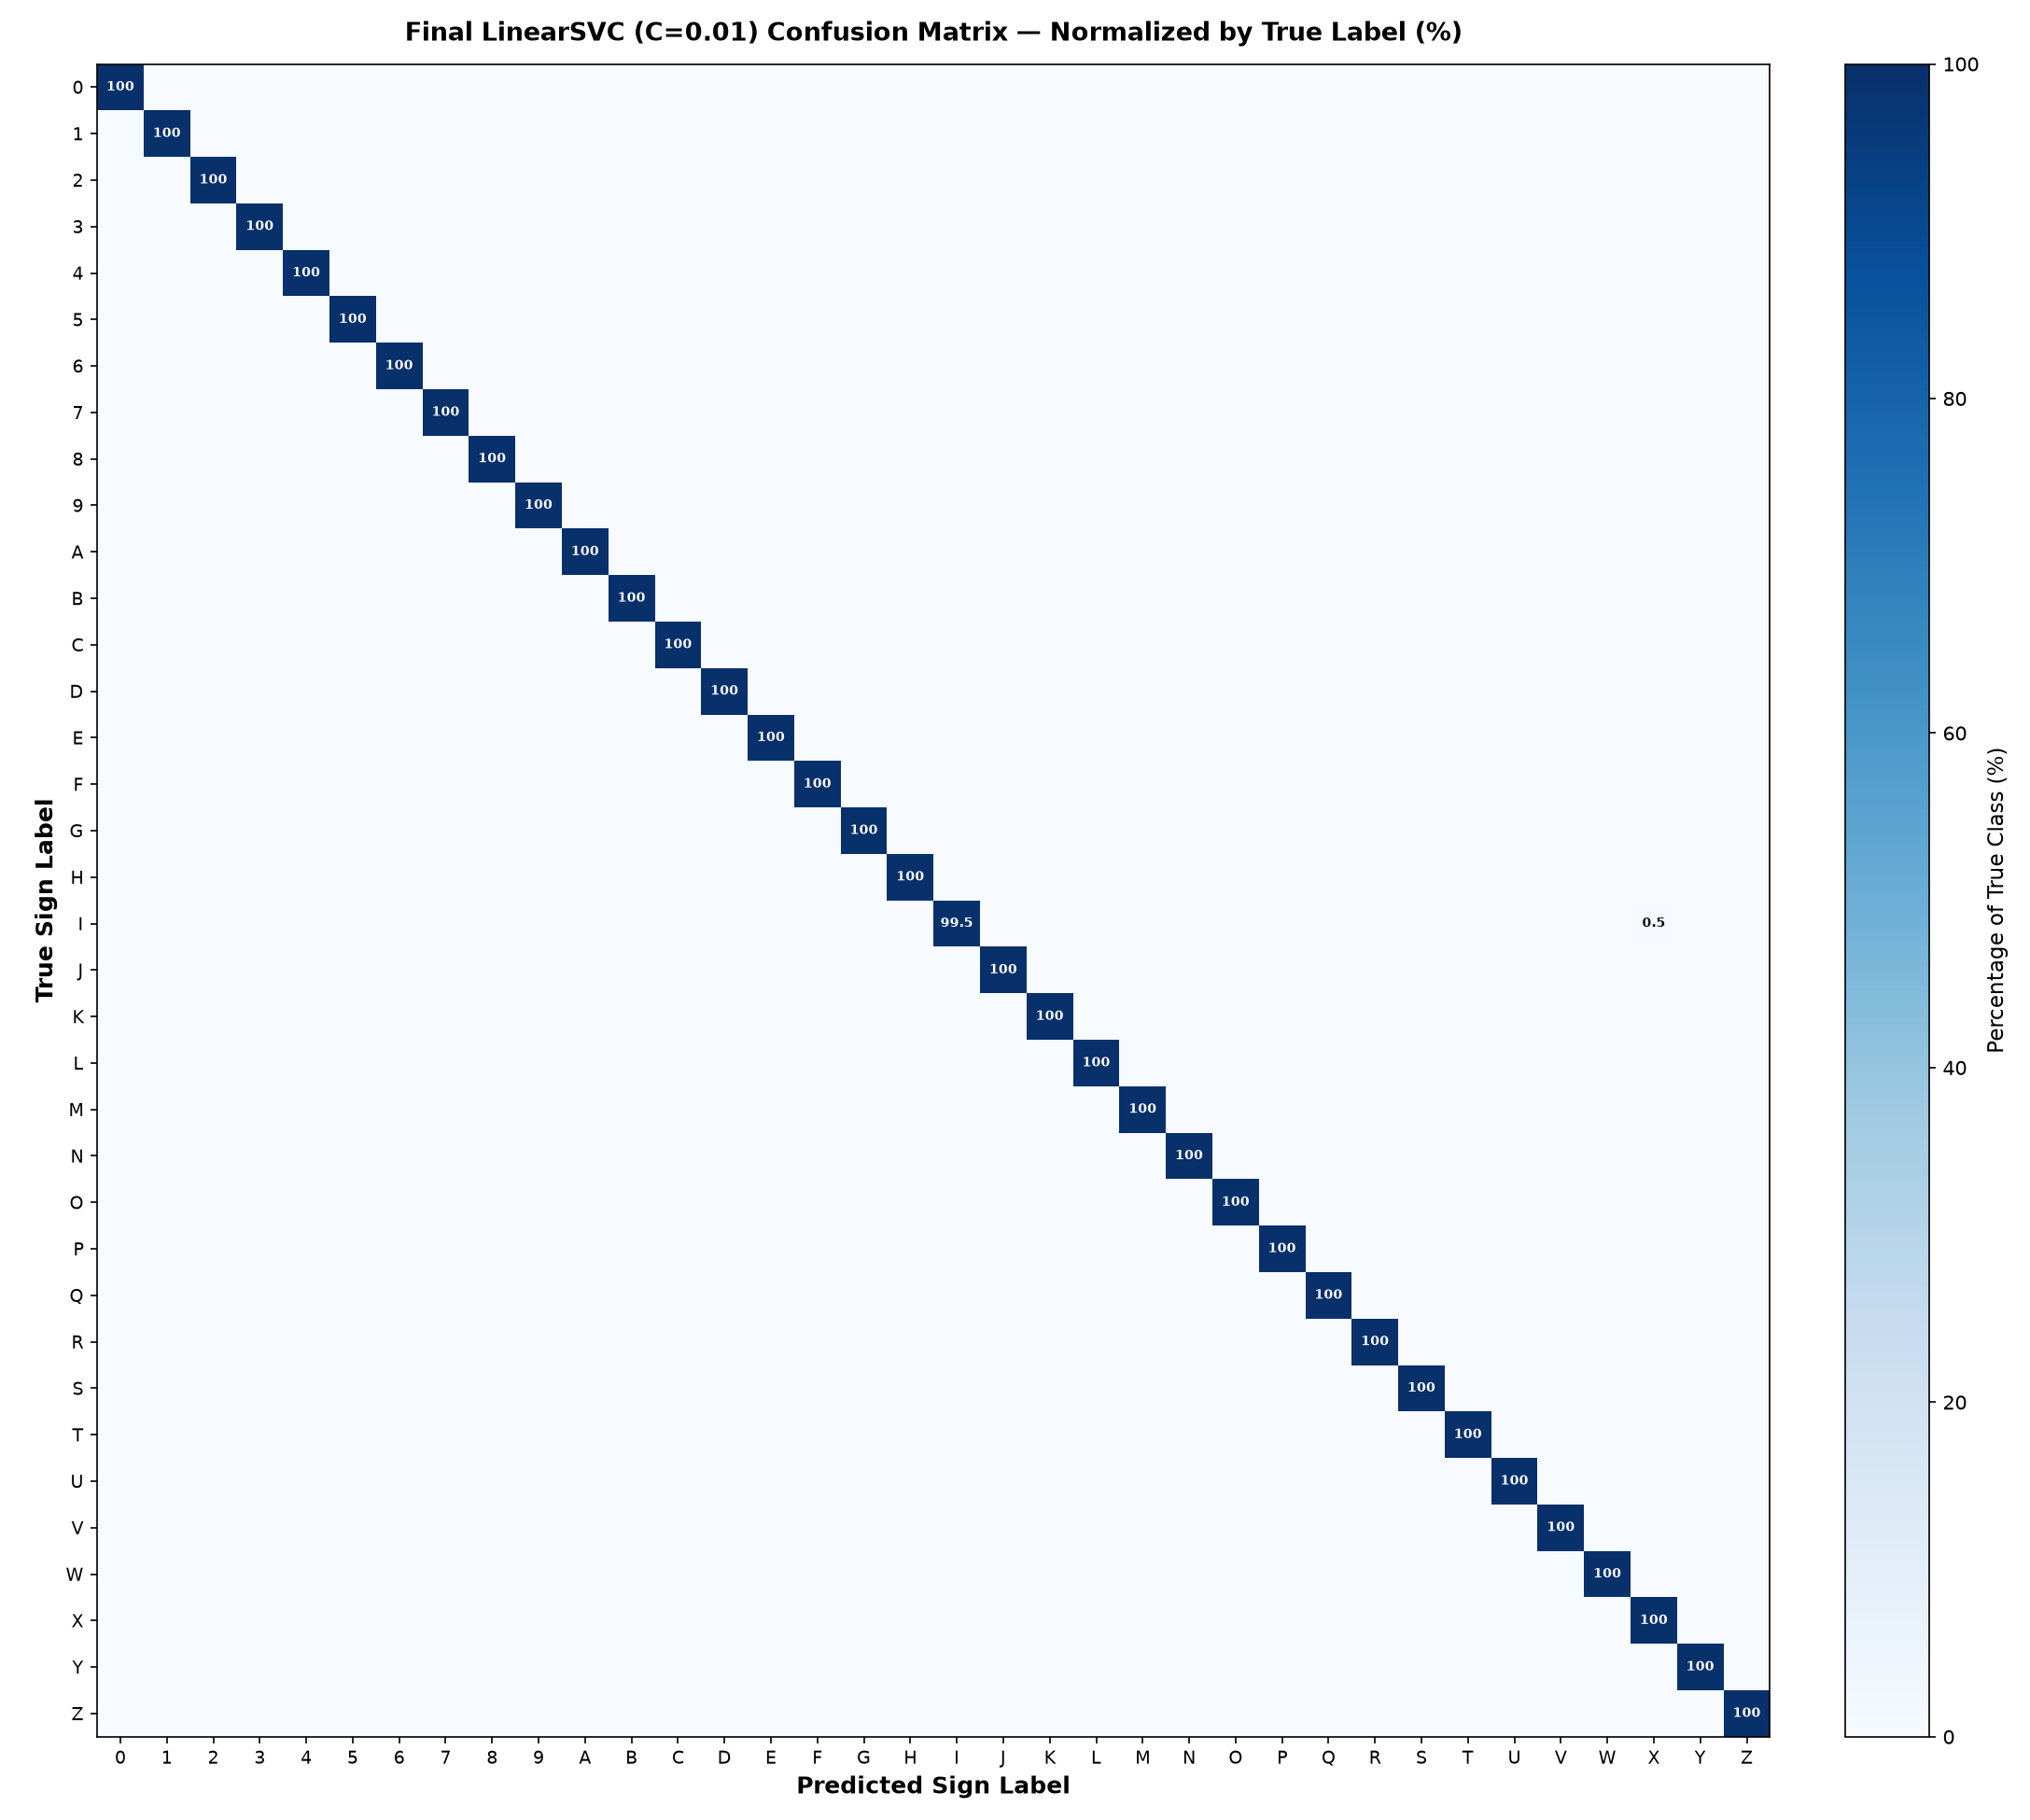 Final LinearSVC (C=0.01) Confusion Matrix — Normalized by True Label (%)
True Sign Label
0 100
1 100
2 100
3 100
4 100
5 100
6 100
7 100
8 100
9 100
A 100
B 100
C 100
D 100
E 100
F 100
G 100
H 100
I 99.5 0.5
J 100
K 100
L 100
M 100
N 100
O 100
P 100
Q 100
R 100
S 100
T 100
U 100
V 100
W 100
X 100
Y 100
Z 100
0 1 2 3 4 5 6 7 8 9 A B C D E F G H I J K L M N O P Q R S T U V W X Y Z
Predicted Sign Label
100
80
60
40
20
0
Percentage of True Class (%)